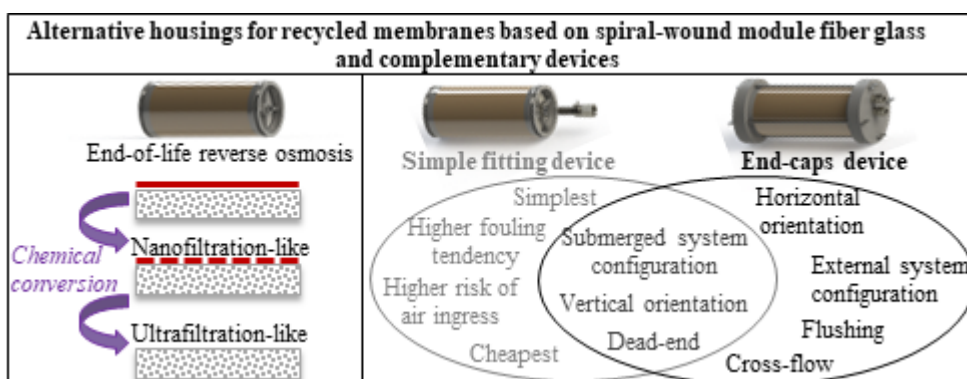 Alternative housings for recycled membranes based on spiral-wound module fiber glass
and complementary devices
End-of-life reverse osmosis
Chemical
conversion
Nanofiltration-like
Ultrafiltration-like
Simple fitting device
End-caps device
Simplest
Higher fouling
tendency
Higher risk of
air ingress
Cheapest
Submerged system
configuration
Vertical orientation
Dead-end
Horizontal
orientation
External system
configuration
Flushing
Cross-flow